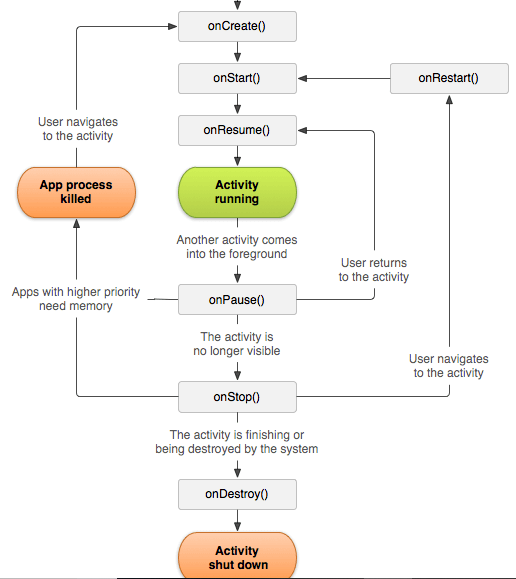 onCreate()
onStart()
onRestart()
User navigates
to the activity
onResume()
App process
killed
Activity
running
Another activity comes
into the foreground
User returns
to the activity
Apps with higher priority
need memory
onPause()
The activity is
no longer visible
User navigates
to the activity
onStop()
The activity is finishing or
being destroyed by the system
onDestroy()
Activity
shut down